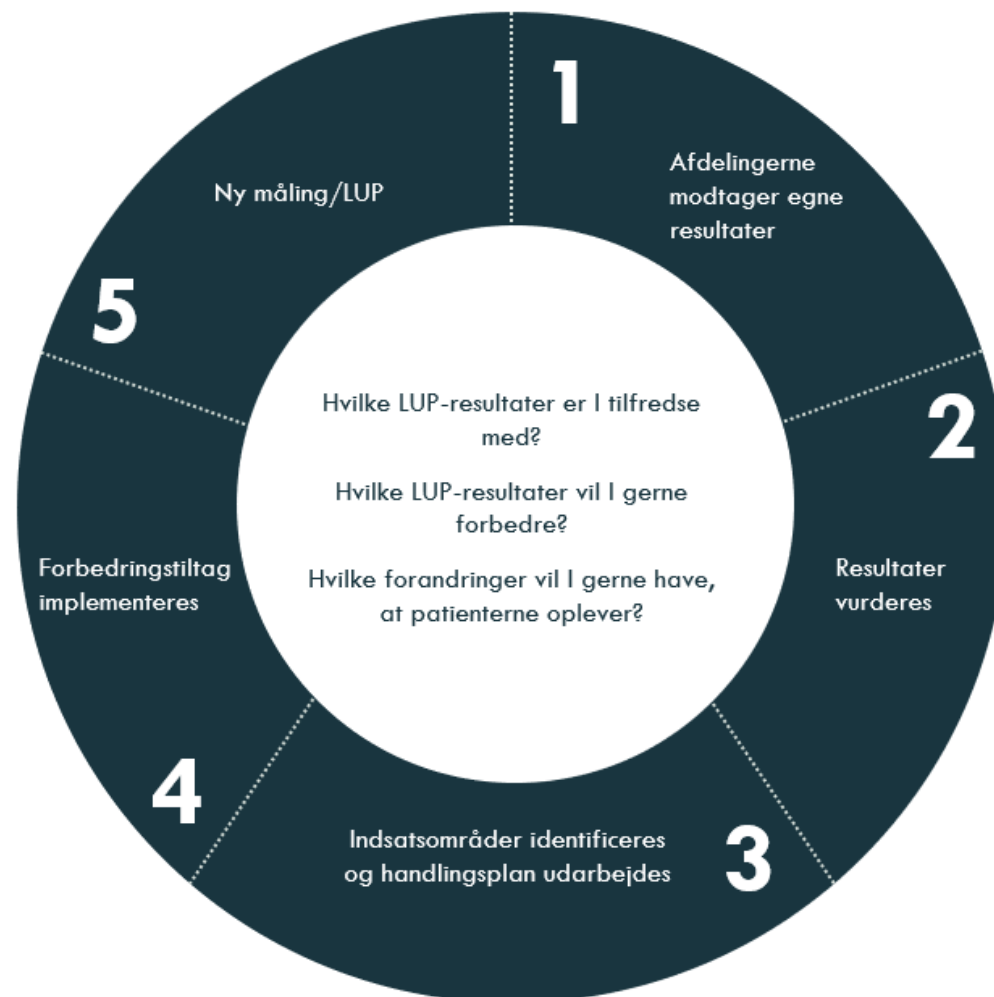 1
Afdelingerne
modtager egne
resultater
2
Resultater
vurderes
3
Indsatsområder identificeres
og handlingsplan udarbejdes
4
Forbedringstiltag
implementeres
5
Ny måling/LUP
Hvilke LUP-resultater er I tilfredse
med?
Hvilke LUP-resultater vil I gerne
forbedre?
Hvilke forandringer vil I gerne have,
at patienterne oplever?